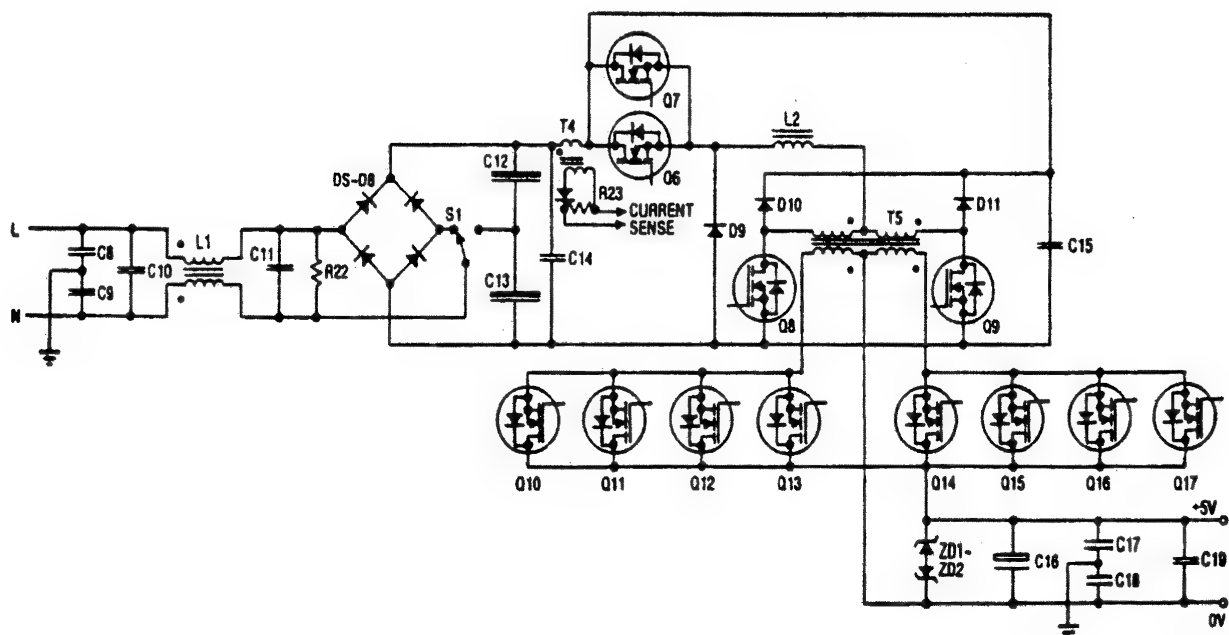 Q7
T4
L2
C12
Q6
DS-D8
R23
D10
T5
D11
L
S1
CURRENT
SENSE
D9
C8
L1
C10
C11
R22
C14
C15
C9
C13
N
Q8
Q9
Q10
Q11
Q12
Q13
Q14
Q15
Q16
Q17
+5V
ZD1-
ZD2
C16
C17
C18
C19
0V